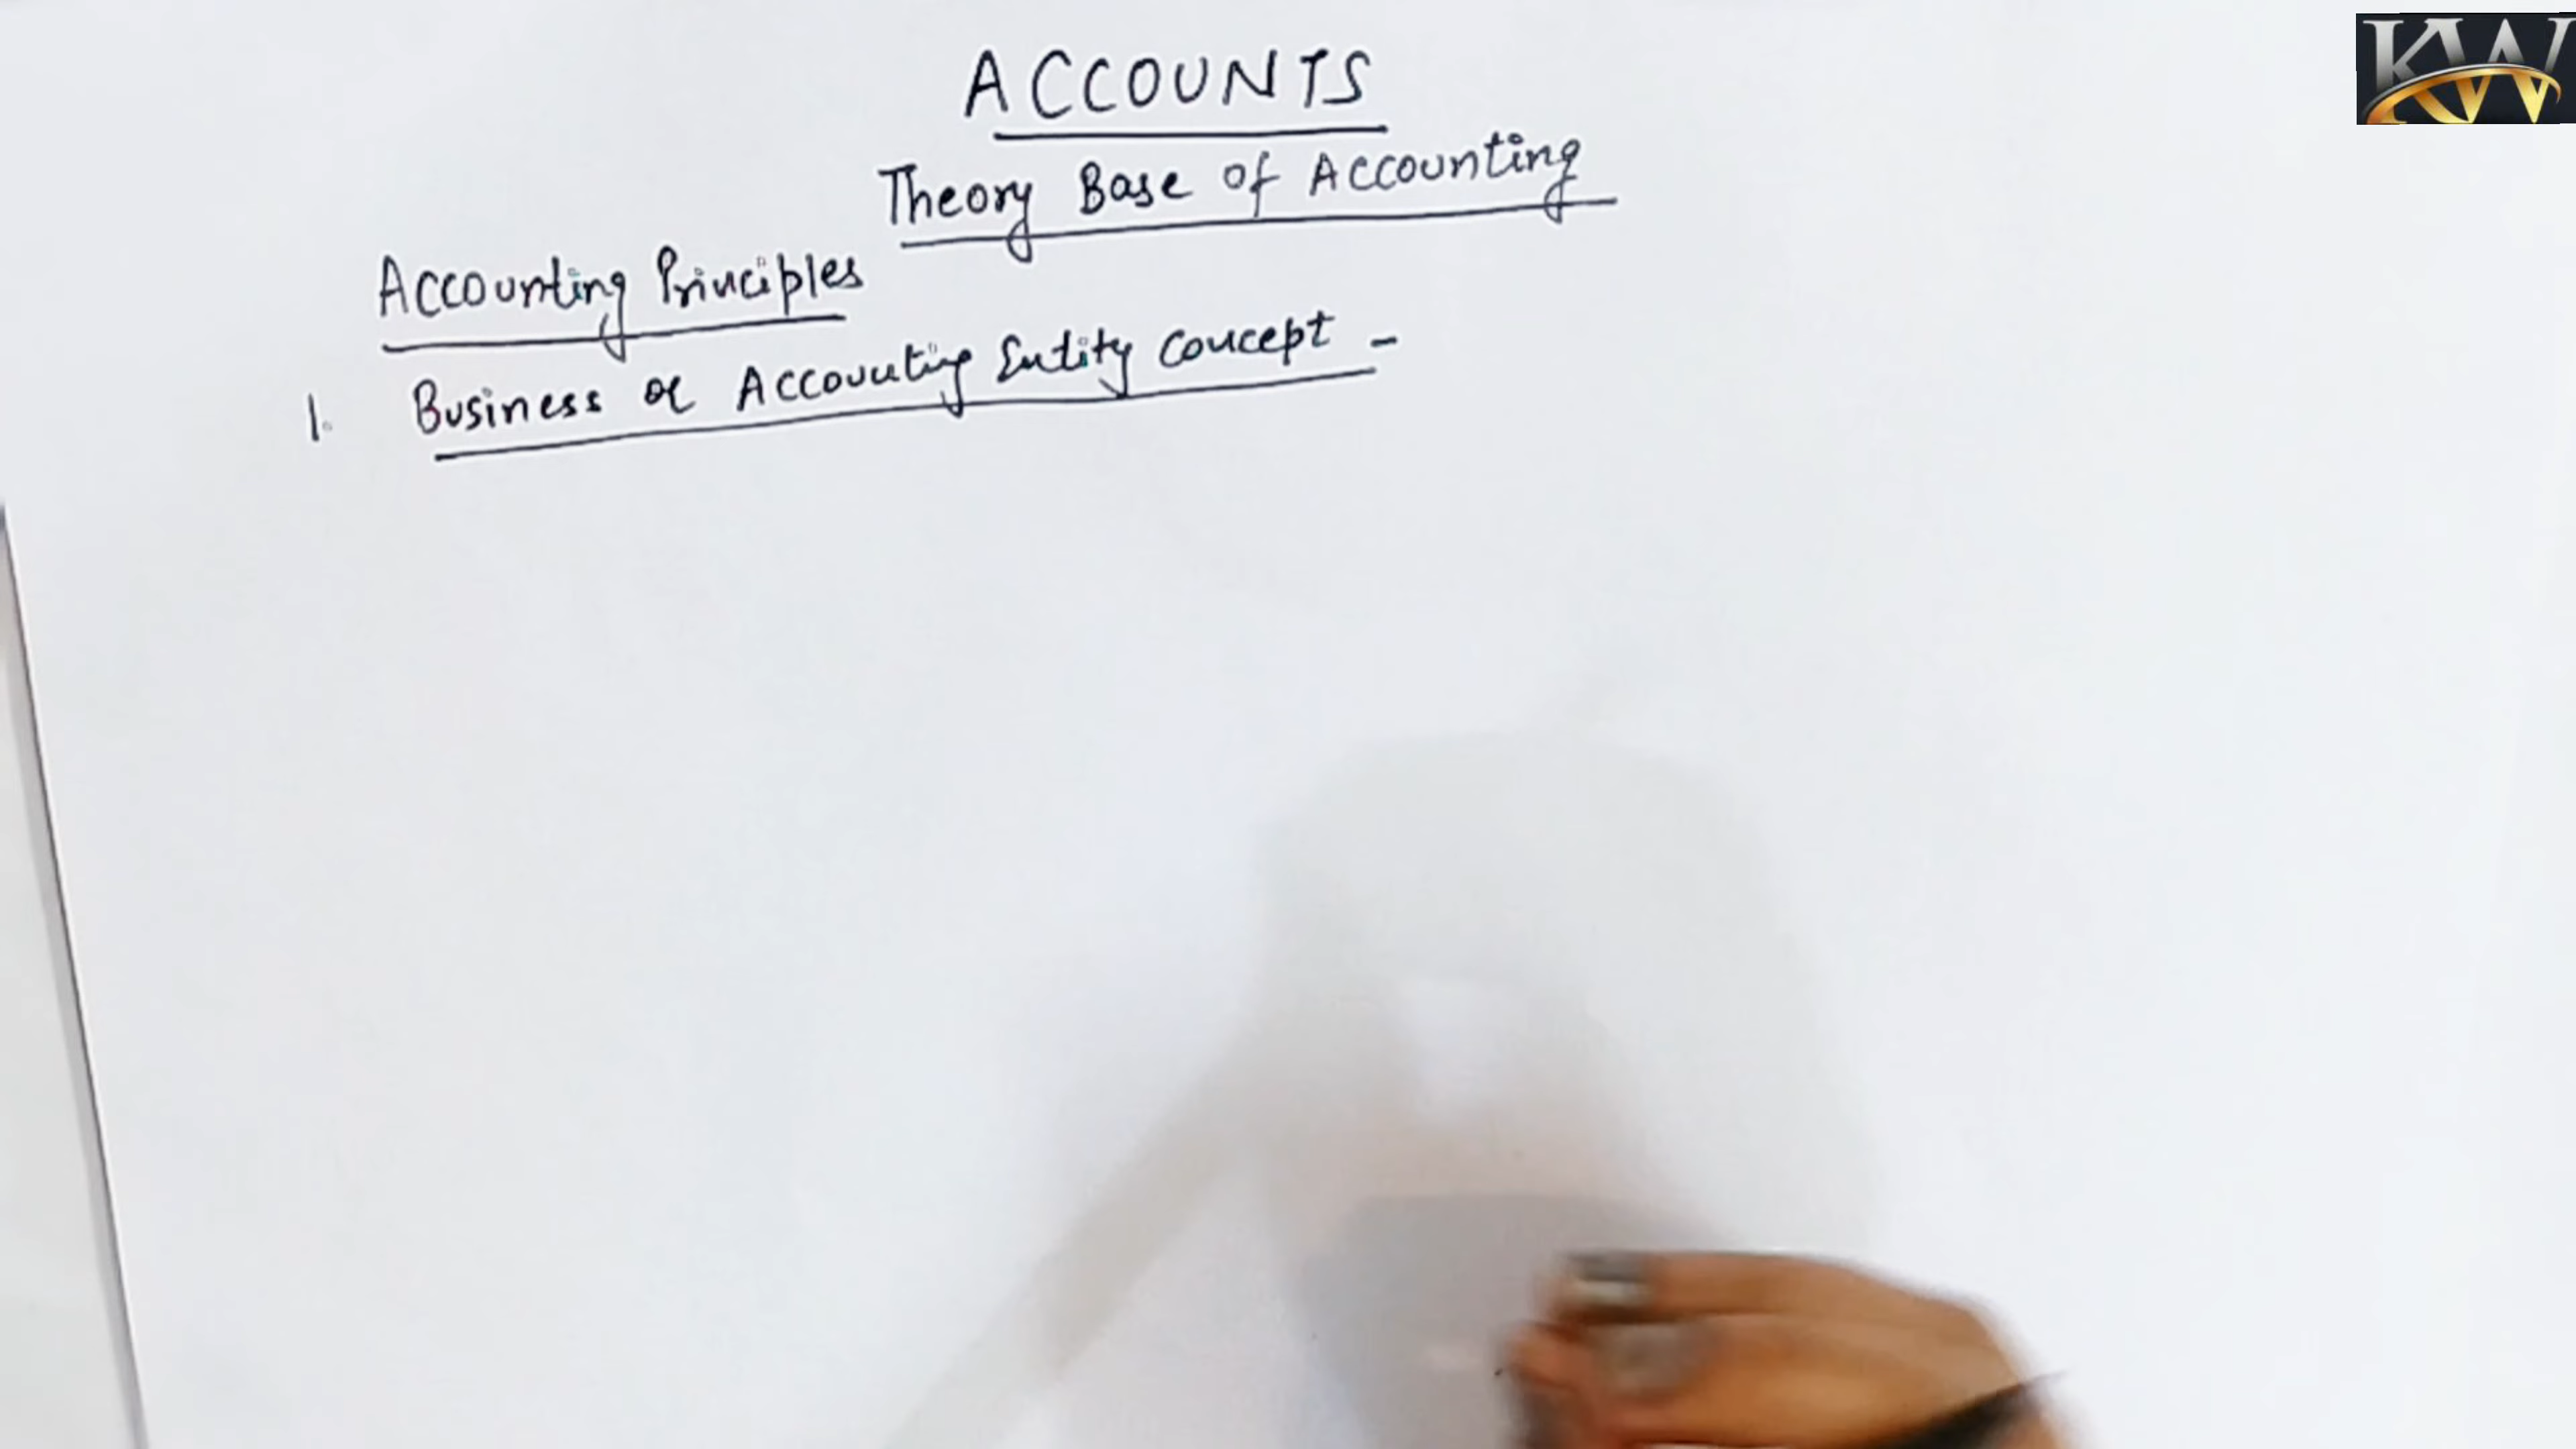 KW
ACCOUNTS
Theory Base of Accounting
Accounting Principles
1. Business or Accounting Entity Concept -